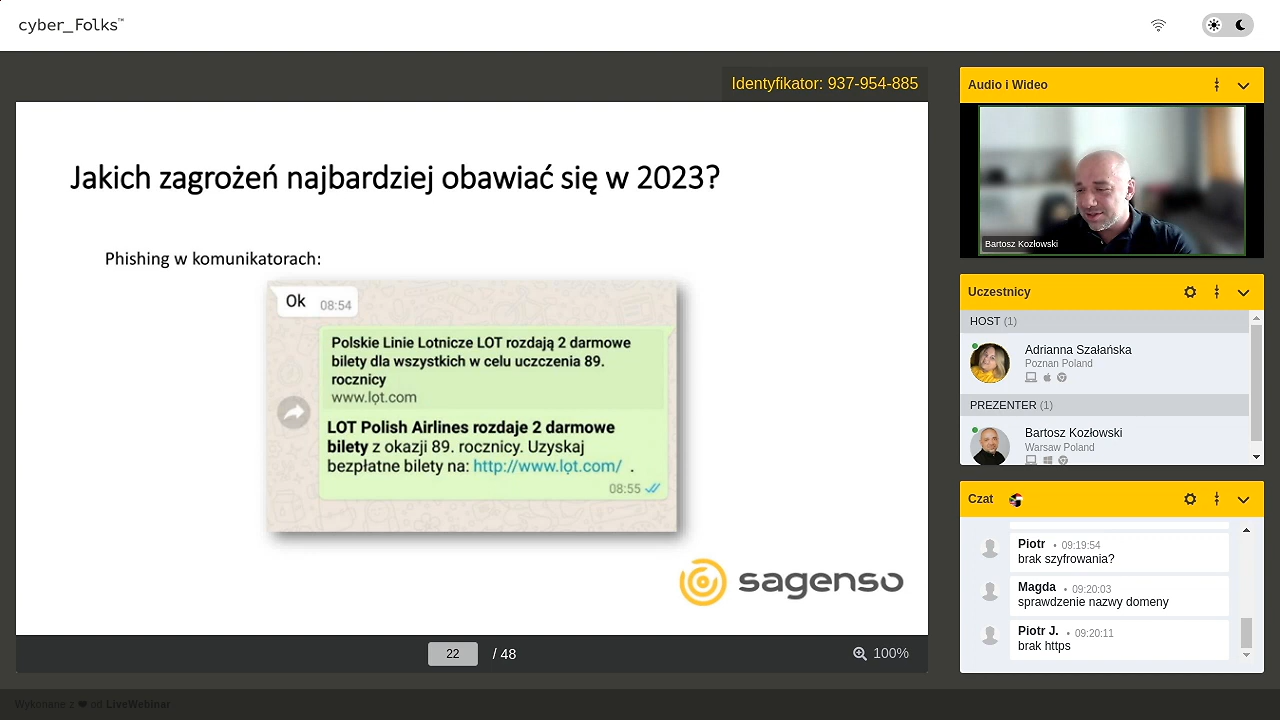 cyber_Folks™
Identyfikator: 937-954-885
Jakich zagrożeń najbardziej obawiać się w 2023?
Phishing w komunikatorach:
Ok 08:54
Polskie Linie Lotnicze LOT rozdają 2 darmowe
bilety dla wszystkich w celu uczczenia 89.
rocznicy
www.lọt.com
LOT Polish Airlines rozdaje 2 darmowe
bilety z okazji 89. rocznicy. Uzyskaj
bezpłatne bilety na: http://www.lọt.com/ .
08:55
sagenso
22 / 48
100%
Audio i Wideo
Bartosz Kozłowski
Uczestnicy
HOST (1)
Adrianna Szałańska
Poznan Poland
PREZENTER (1)
Bartosz Kozłowski
Warsaw Poland
Czat
Piotr • 09:19:54
brak szyfrowania?
Magda • 09:20:03
sprawdzenie nazwy domeny
Piotr J. • 09:20:11
brak https
Wykonane z ❤ od LiveWebinar